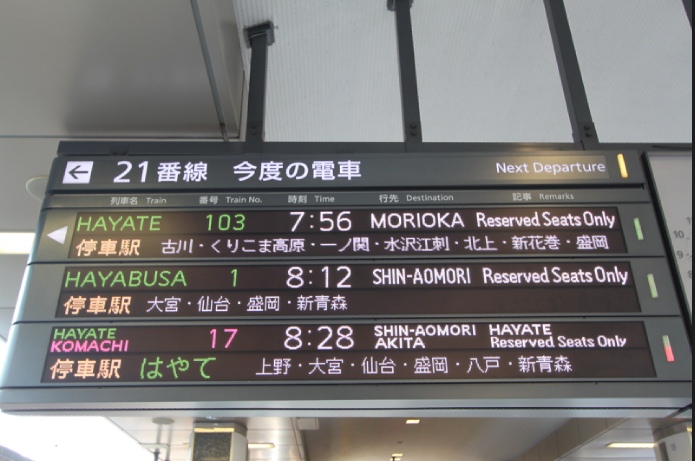 ← 21番線 今度の電車 Next Departure
列車名 Train 番号 Train No. 時刻 Time 行先 Destination 記事 Remarks
HAYATE 103 7:56 MORIOKA Reserved Seats Only
停車駅 古川・くりこま高原・一ノ関・水沢江刺・北上・新花巻・盛岡
HAYABUSA 1 8:12 SHIN-AOMORI Reserved Seats Only
停車駅 大宮・仙台・盛岡・新青森
HAYATE 17 8:28 SHIN-AOMORI HAYATE
KOMACHI AKITA Reserved Seats Only
停車駅 はやて 上野・大宮・仙台・盛岡・八戸・新青森
10
9